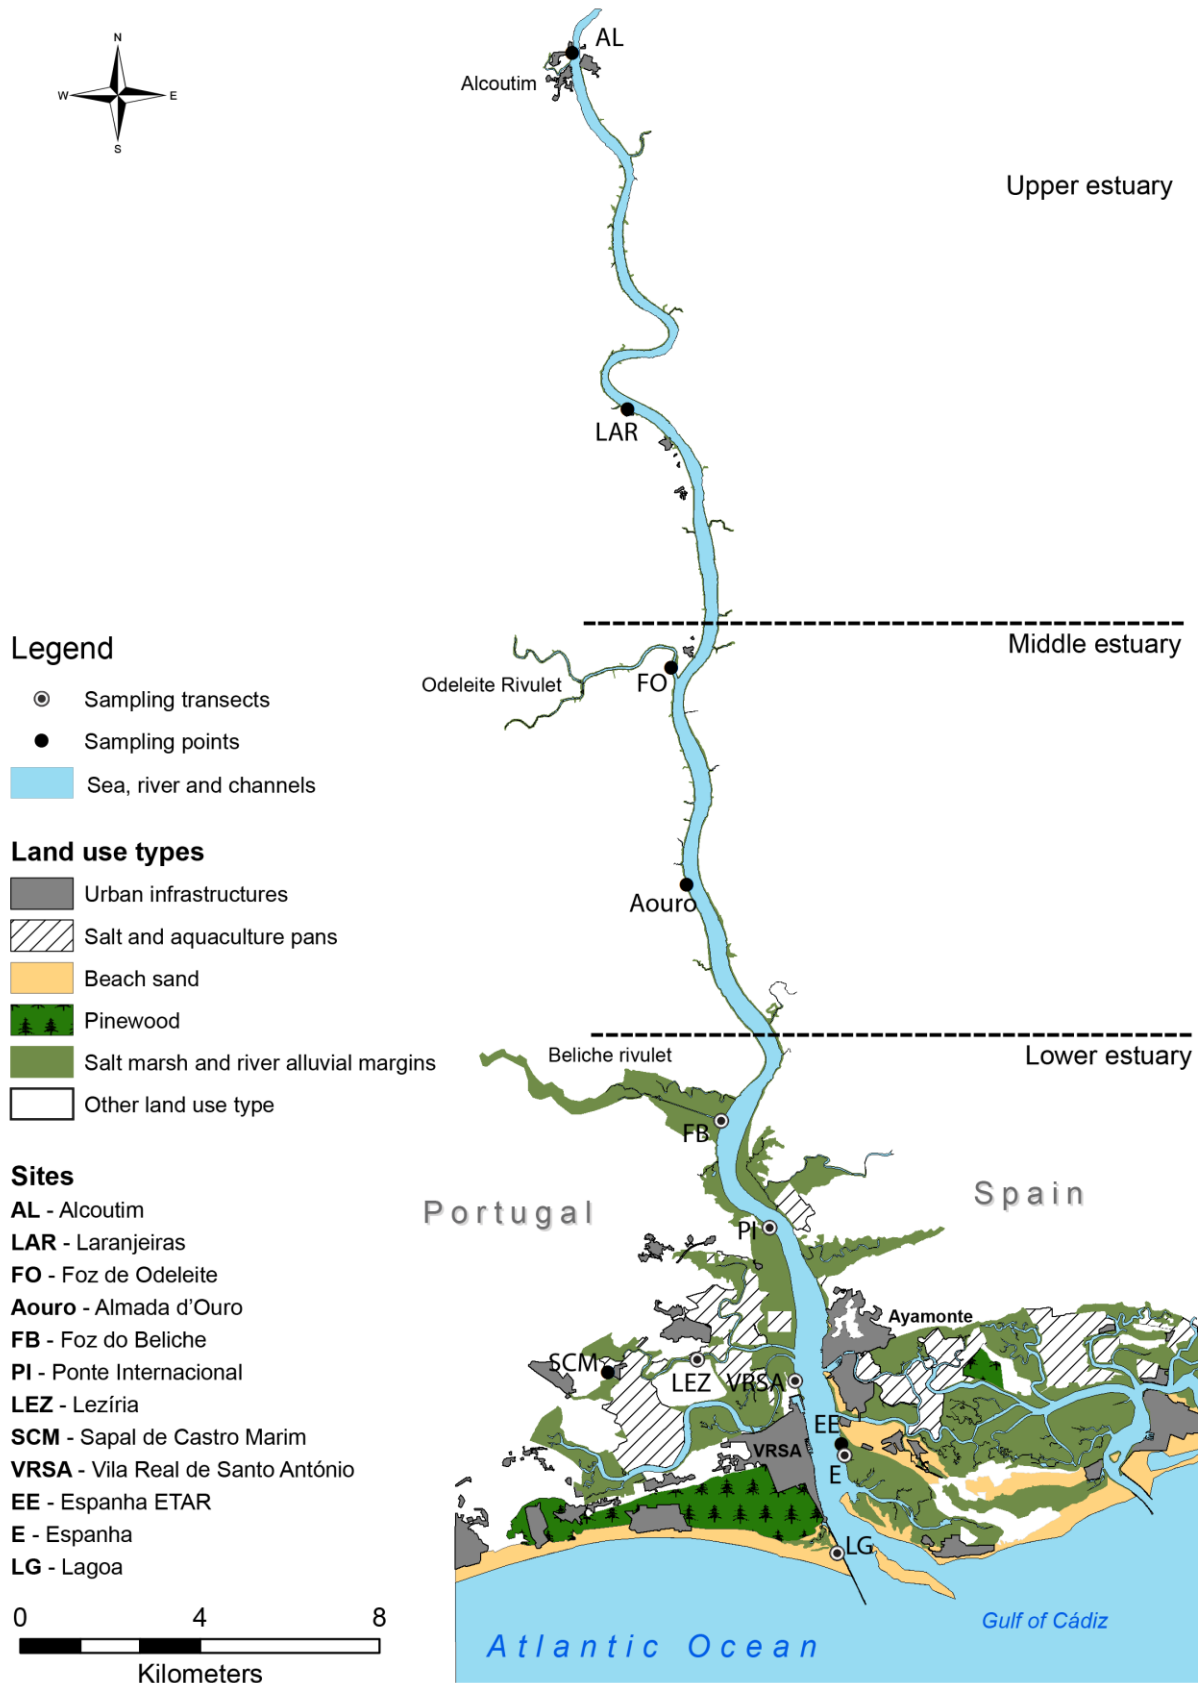 N
W
E
S
AL
Alcoutim
Upper estuary
LAR
Middle estuary
Odeleite Rivulet
FO
Aouro
Lower estuary
Beliche rivulet
FB
Portugal
Spain
PI
Ayamonte
SCM
LEZ
VRSA
EE
VRSA
E
LG
Gulf of Cádiz
Atlantic Ocean
Legend
Sampling transects
Sampling points
Sea, river and channels
Land use types
Urban infrastructures
Salt and aquaculture pans
Beach sand
Pinewood
Salt marsh and river alluvial margins
Other land use type
Sites
AL - Alcoutim
LAR - Laranjeiras
FO - Foz de Odeleite
Aouro - Almada d'Ouro
FB - Foz do Beliche
PI - Ponte Internacional
LEZ - Lezíria
SCM - Sapal de Castro Marim
VRSA - Vila Real de Santo António
EE - Espanha ETAR
E - Espanha
LG - Lagoa
0 4 8
Kilometers